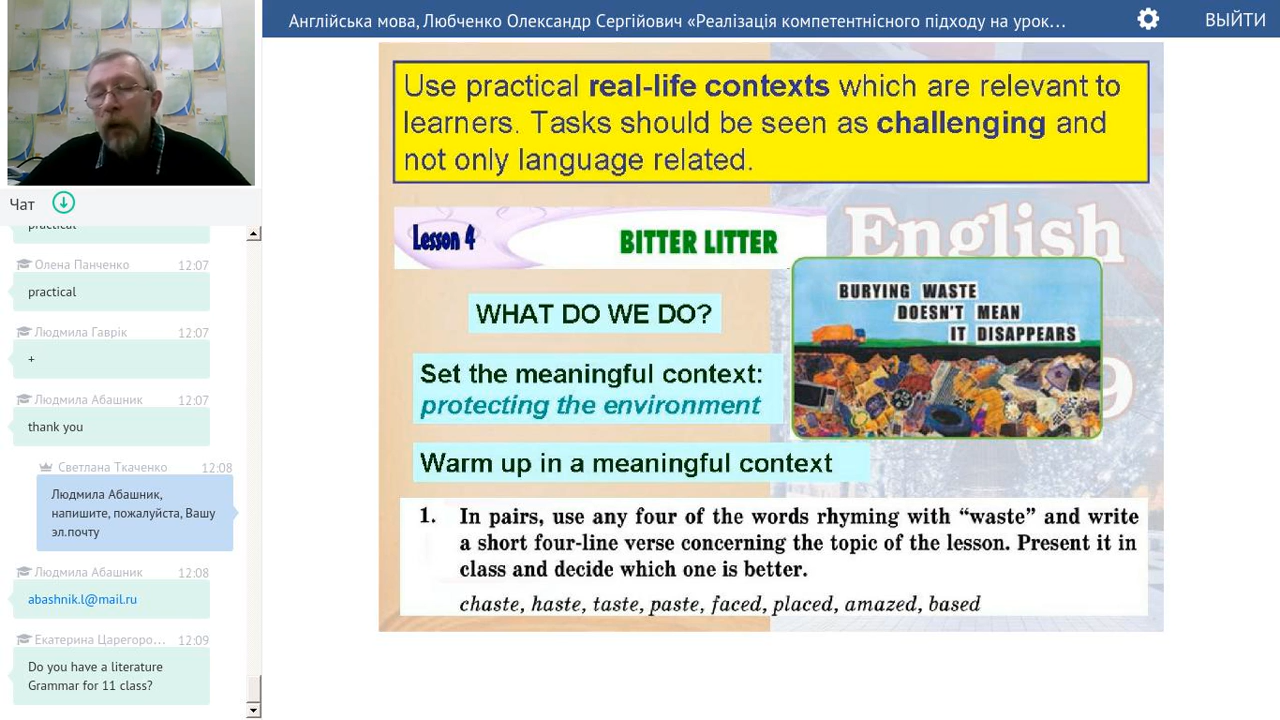 Англійська мова, Любченко Олександр Сергійович «Реалізація компетентнісного підходу на урок…
ВЫЙТИ
Чат
practical
Олена Панченко 12:07
practical
Людмила Гаврік 12:07
+
Людмила Абашник 12:07
thank you
Светлана Ткаченко 12:08
Людмила Абашник,
напишите, пожалуйста, Вашу
эл.почту
Людмила Абашник 12:08
abashnik.l@mail.ru
Екатерина Царегоро… 12:09
Do you have a literature
Grammar for 11 class?
Use practical real-life contexts which are relevant to
learners. Tasks should be seen as challenging and
not only language related.
Lesson 4
BITTER LITTER
English
9
BURYING WASTE
DOESN'T MEAN
IT DISAPPEARS
WHAT DO WE DO?
Set the meaningful context:
protecting the environment
Warm up in a meaningful context
1. In pairs, use any four of the words rhyming with “waste” and write
a short four-line verse concerning the topic of the lesson. Present it in
class and decide which one is better.
chaste, haste, taste, paste, faced, placed, amazed, based